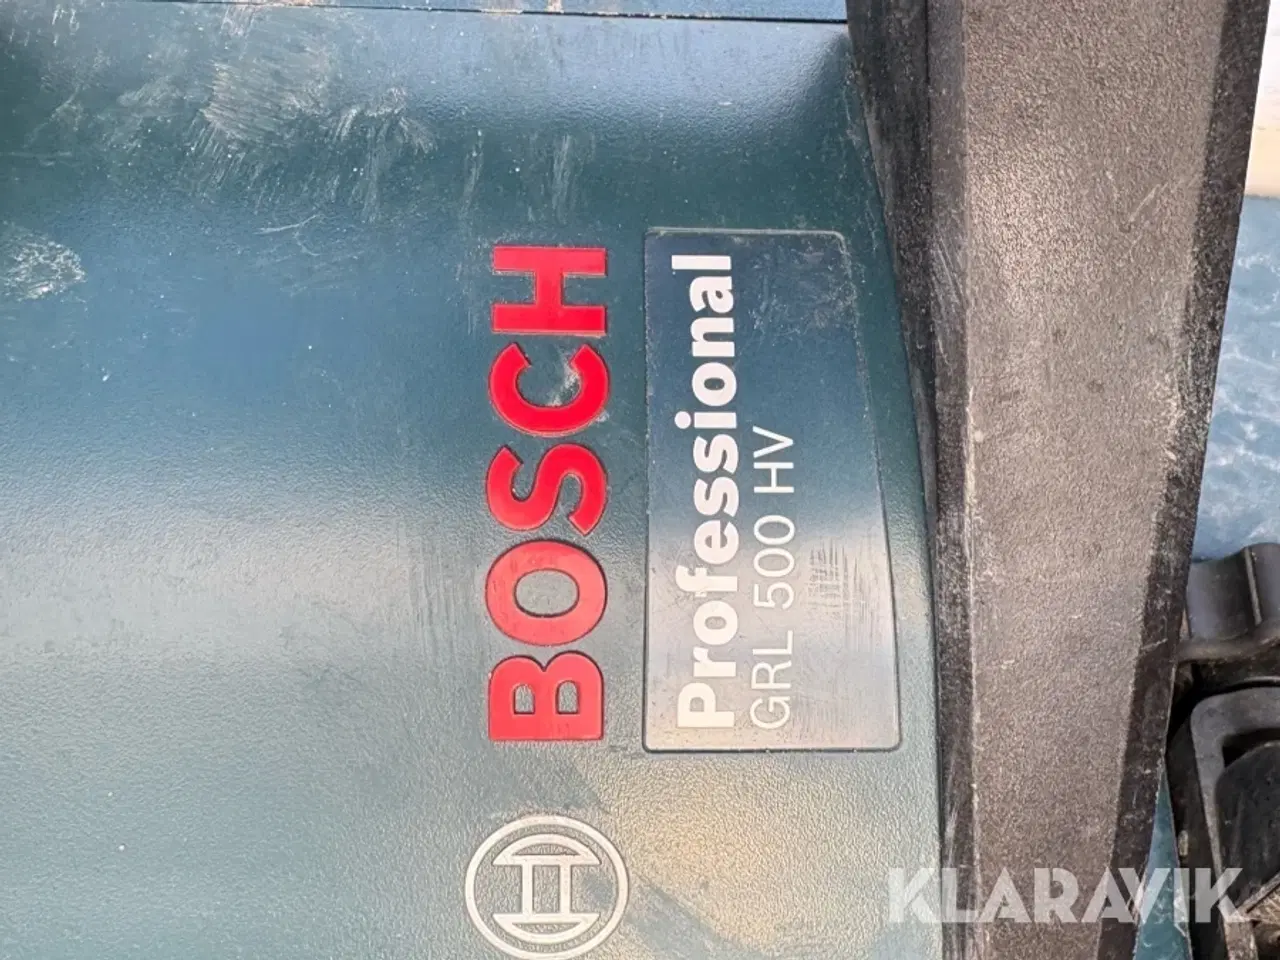 BOSCH
Professional
GRL 500 HV
KLARAVIK